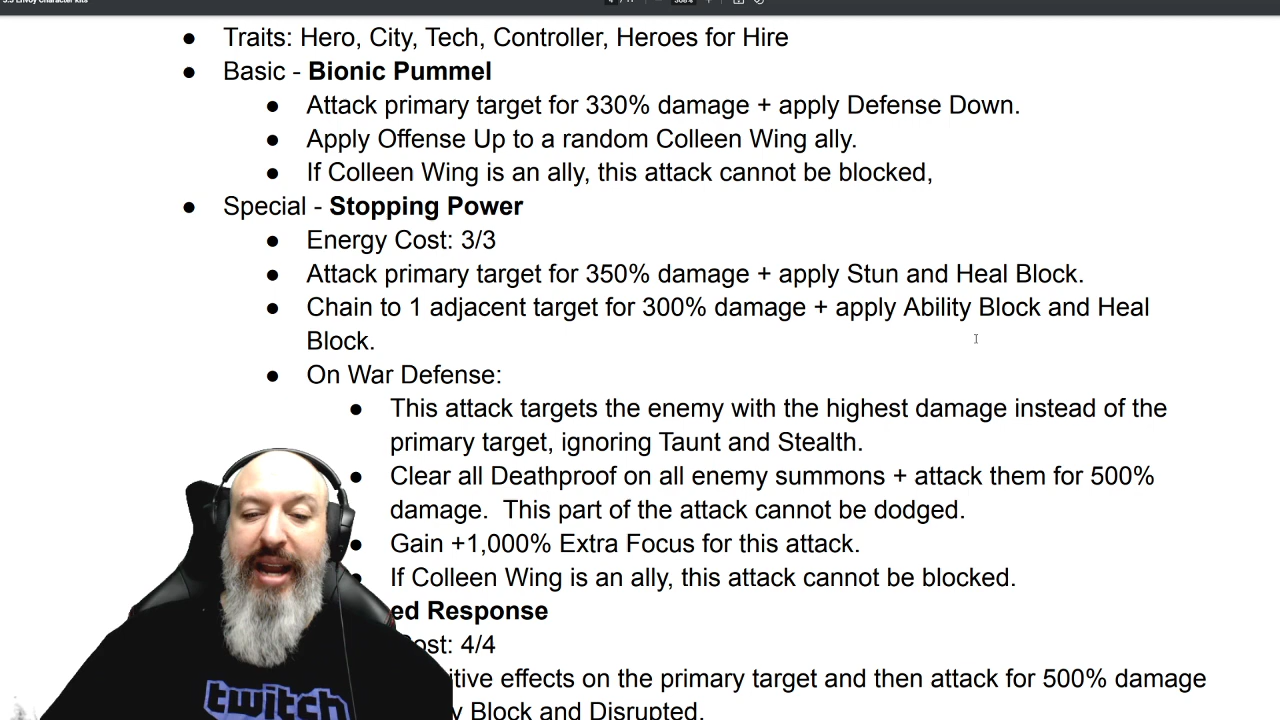 3.3 Envoy Character Kits
Traits: Hero, City, Tech, Controller, Heroes for Hire
Basic - Bionic Pummel
Attack primary target for 330% damage + apply Defense Down.
Apply Offense Up to a random Colleen Wing ally.
If Colleen Wing is an ally, this attack cannot be blocked,
Special - Stopping Power
Energy Cost: 3/3
Attack primary target for 350% damage + apply Stun and Heal Block.
Chain to 1 adjacent target for 300% damage + apply Ability Block and Heal
Block.
On War Defense:
This attack targets the enemy with the highest damage instead of the
primary target, ignoring Taunt and Stealth.
Clear all Deathproof on all enemy summons + attack them for 500%
damage.  This part of the attack cannot be dodged.
Gain +1,000% Extra Focus for this attack.
If Colleen Wing is an ally, this attack cannot be blocked.
ed Response
ost: 4/4
itive effects on the primary target and then attack for 500% damage
y Block and Disrupted.
twitch